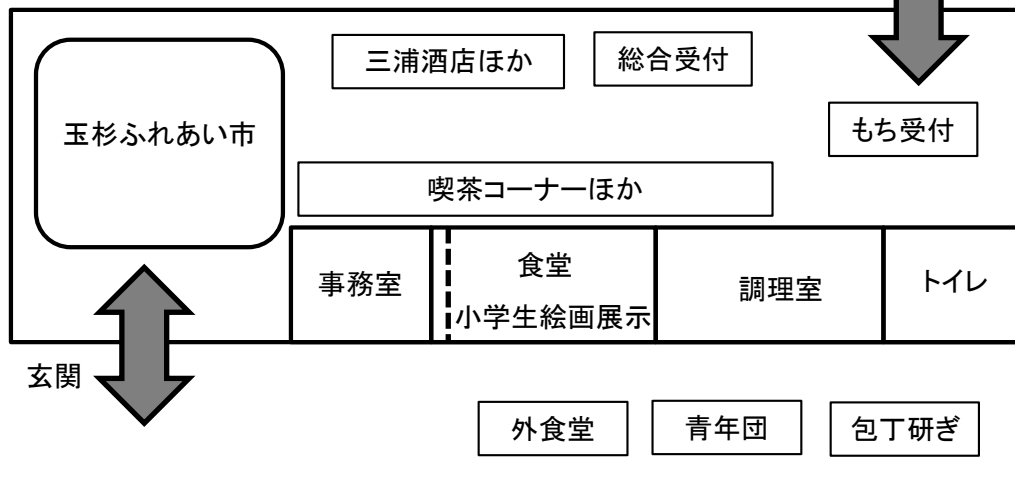 三浦酒店ほか
総合受付
玉杉ふれあい市
もち受付
喫茶コーナーほか
事務室
食堂
小学生絵画展示
調理室
トイレ
玄関
外食堂
青年団
包丁研ぎ